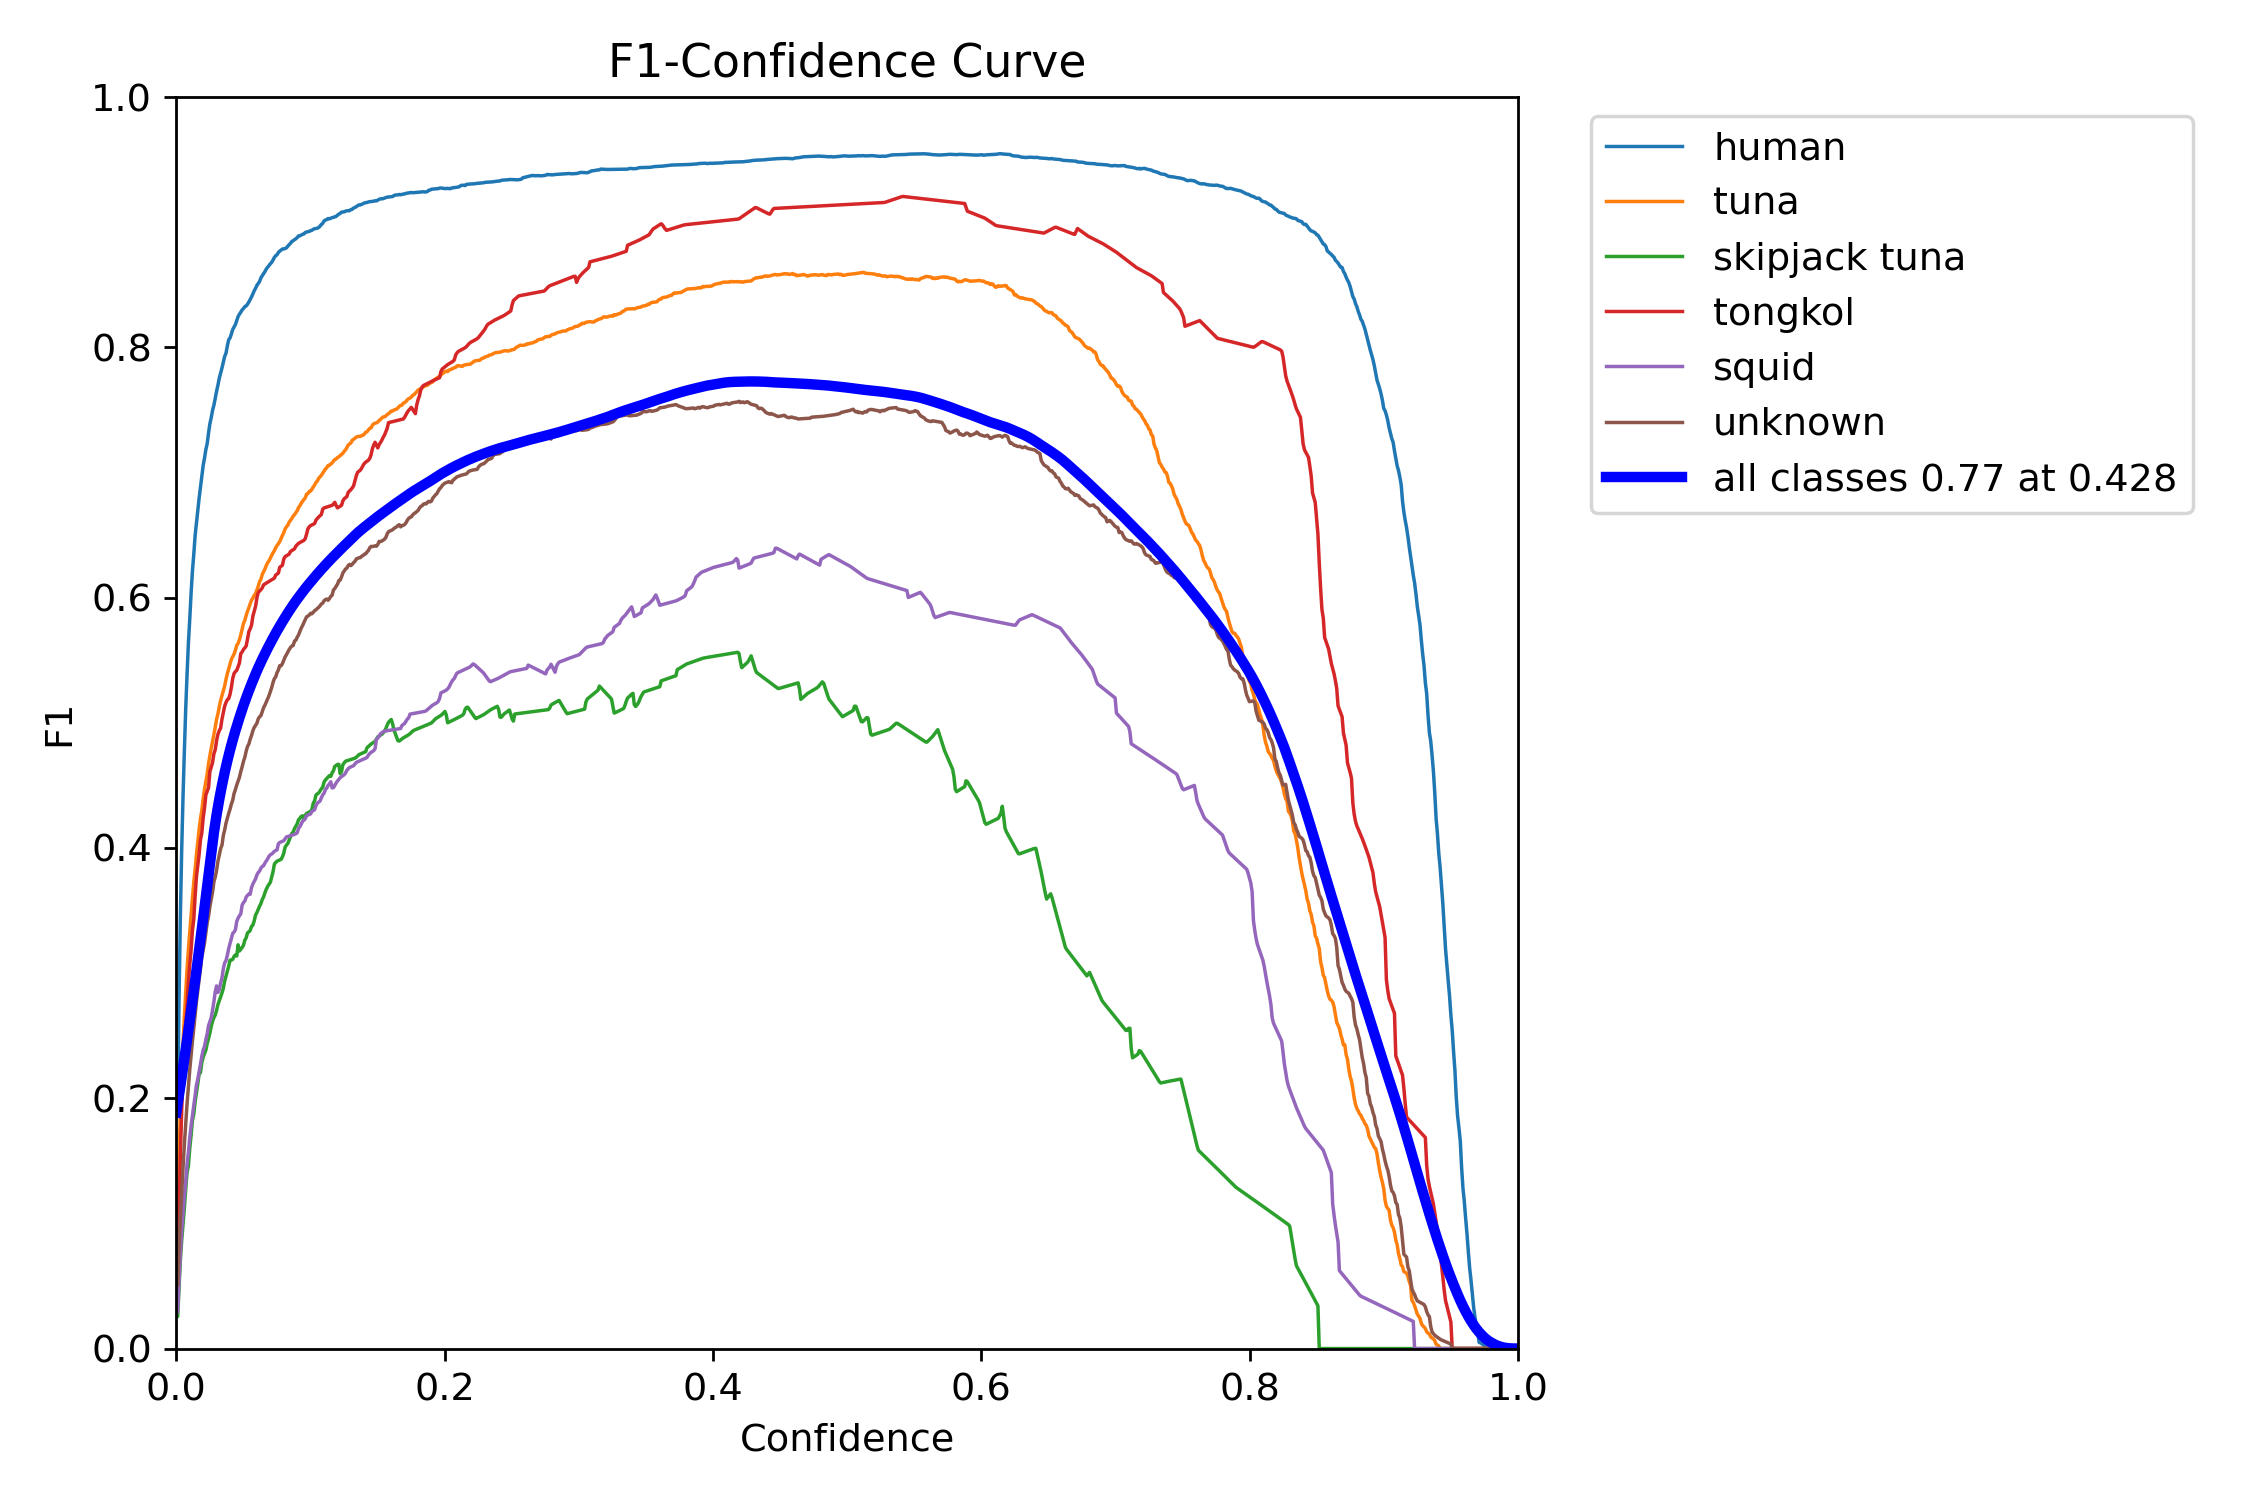 F1-Confidence Curve
1.0
0.8
0.6
0.4
0.2
0.0
F1
0.0 0.2 0.4 0.6 0.8 1.0
Confidence
human
tuna
skipjack tuna
tongkol
squid
unknown
all classes 0.77 at 0.428